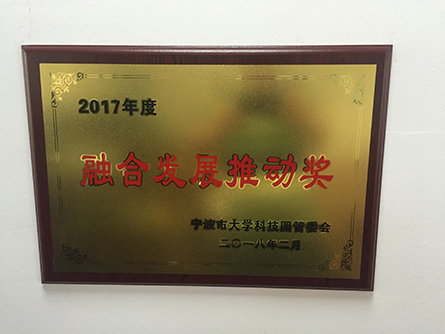 2017年度
融合发展推动奖
宁波市大学科技园管委会
二〇一八年二月